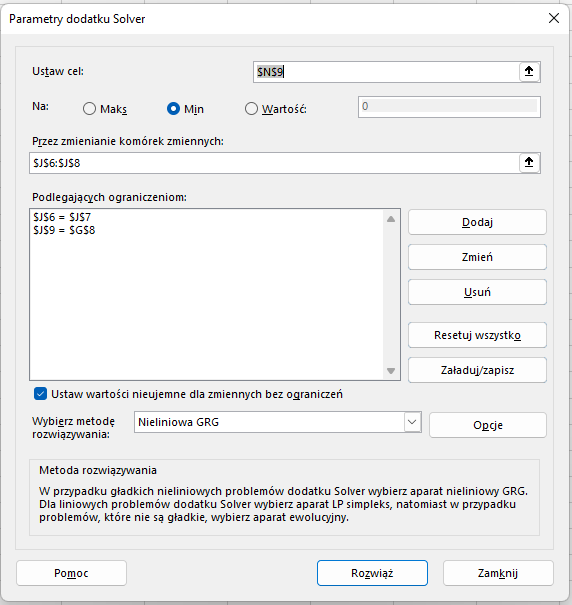 Parametry dodatku Solver
Ustaw cel:
$N$9
Na:
Maks
Min
Wartość:
0
Przez zmienianie komórek zmiennych:
$J$6:$J$8
Podlegających ograniczeniom:
$J$6 = $J$7
$J$9 = $G$8
Dodaj
Zmień
Usuń
Resetuj wszystko
Załaduj/zapisz
Ustaw wartości nieujemne dla zmiennych bez ograniczeń
Wybierz metodę
rozwiązywania:
Nieliniowa GRG
Opcje
Metoda rozwiązywania
W przypadku gładkich nieliniowych problemów dodatku Solver wybierz aparat nieliniowy GRG.
Dla liniowych problemów dodatku Solver wybierz aparat LP simpleks, natomiast w przypadku
problemów, które nie są gładkie, wybierz aparat ewolucyjny.
Pomoc
Rozwiąż
Zamknij